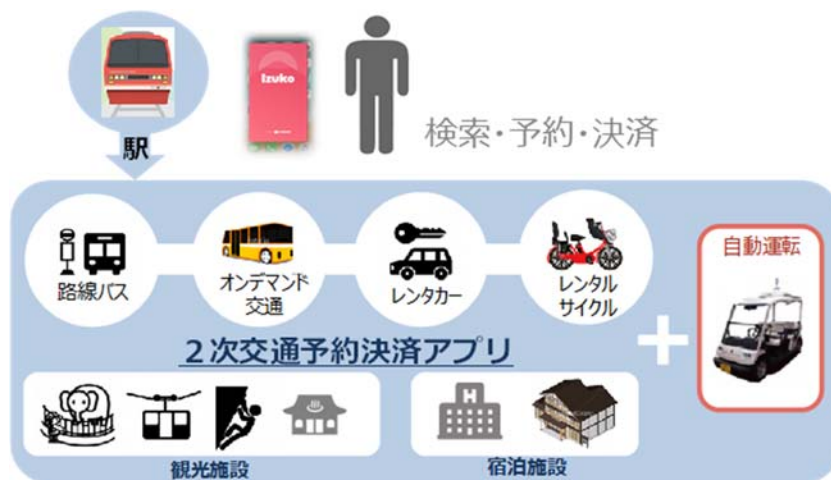 Izuko
検索・予約・決済
駅
路線バス
オンデマンド
交通
レンタカー
レンタル
サイクル
自動運転
2次交通予約決済アプリ
H
観光施設
宿泊施設